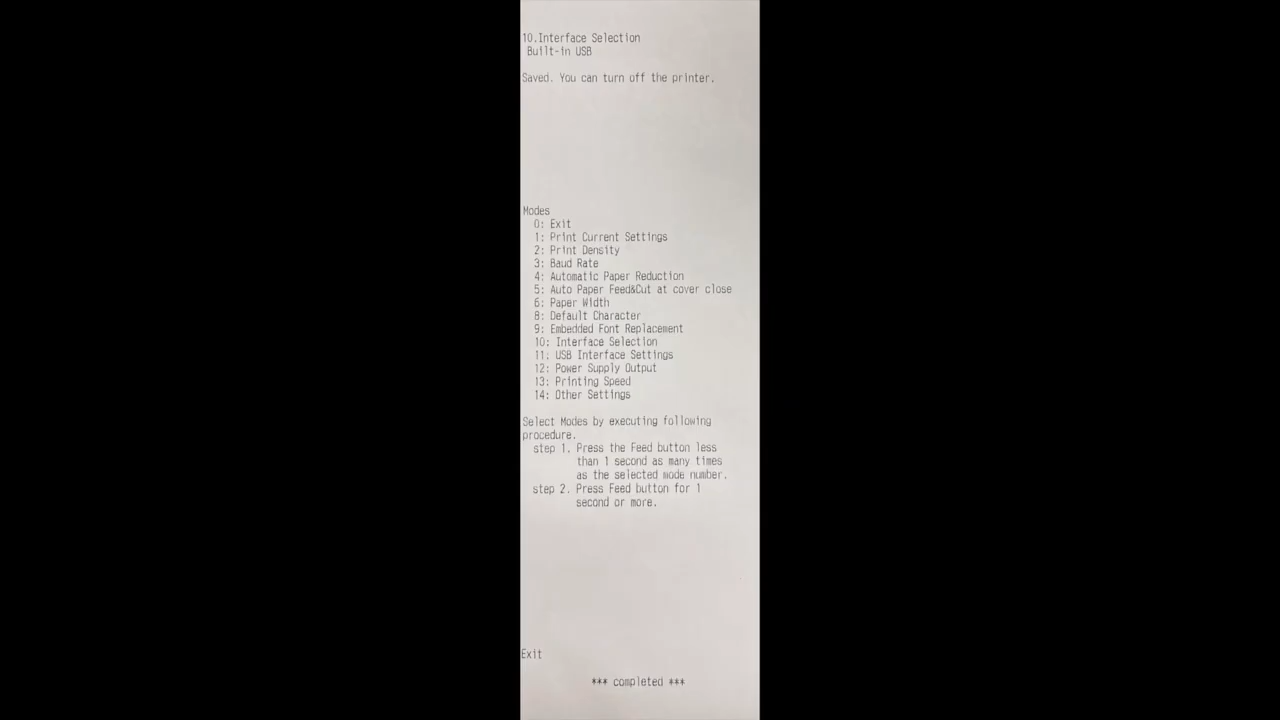 10.Interface Selection
Built-in USB
Saved. You can turn off the printer.
Modes
0: Exit
1: Print Current Settings
2: Print Density
3: Baud Rate
4: Automatic Paper Reduction
5: Auto Paper Feed&Cut at cover close
6: Paper Width
8: Default Character
9: Embedded Font Replacement
10: Interface Selection
11: USB Interface Settings
12: Power Supply Output
13: Printing Speed
14: Other Settings
Select Modes by executing following
procedure.
step 1. Press the Feed button less
than 1 second as many times
as the selected mode number.
step 2. Press Feed button for 1
second or more.
Exit
*** completed ***